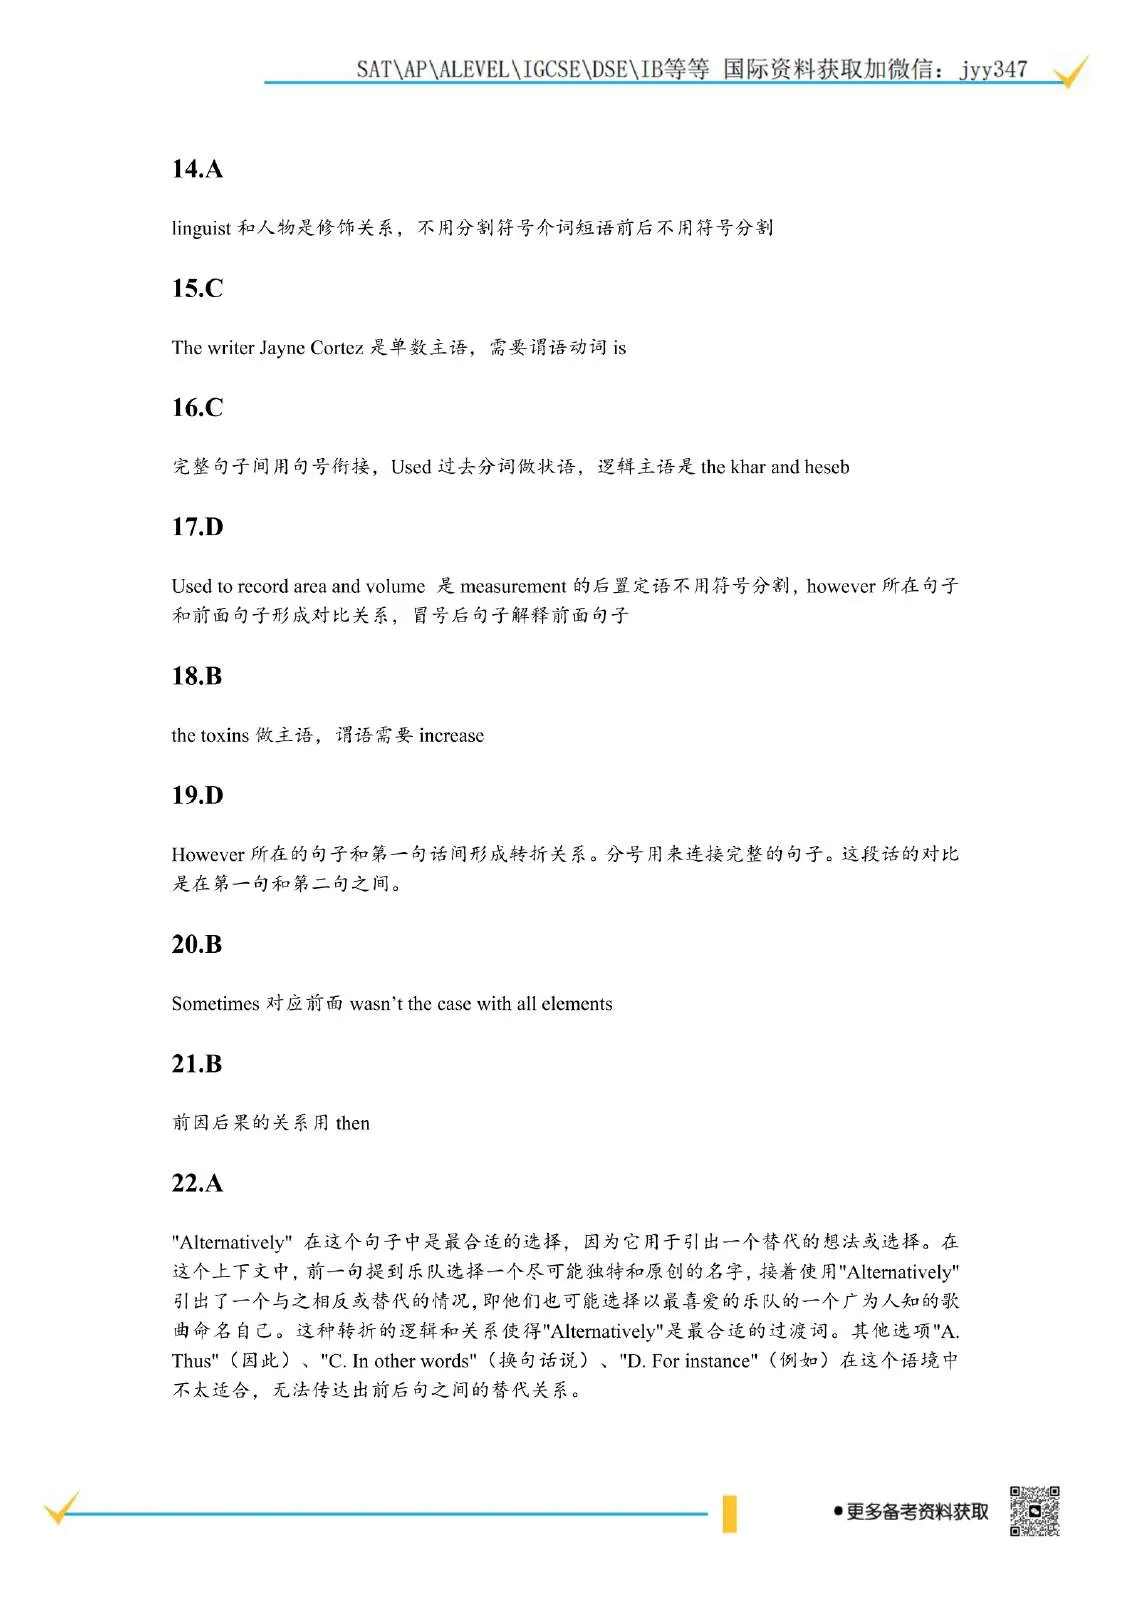 SAT\AP\ALEVEL\IGCSE\DSE\IB等等 国际资料获取加微信：jyy347
14.A
linguist 和人物是修饰关系，不用分割符号介词短语前后不用符号分割
15.C
The writer Jayne Cortez 是单数主语，需要谓语动词 is
16.C
完整句子间用句号衔接，Used 过去分词做状语，逻辑主语是 the khar and heseb
17.D
Used to record area and volume 是 measurement 的后置定语不用符号分割，however 所在句子
和前面句子形成对比关系，冒号后句子解释前面句子
18.B
the toxins 做主语，谓语需要 increase
19.D
However 所在的句子和第一句话间形成转折关系。分号用来连接完整的句子。这段话的对比
是在第一句和第二句之间。
20.B
Sometimes 对应前面 wasn’t the case with all elements
21.B
前因后果的关系用 then
22.A
"Alternatively" 在这个句子中是最合适的选择，因为它用于引出一个替代的想法或选择。在
这个上下文中，前一句提到乐队选择一个尽可能独特和原创的名字，接着使用"Alternatively"
引出了一个与之相反或替代的情况，即他们也可能选择以最喜爱的乐队的一个广为人知的歌
曲命名自己。这种转折的逻辑和关系使得"Alternatively"是最合适的过渡词。其他选项"A.
Thus"（因此）、"C. In other words"（换句话说）、"D. For instance"（例如）在这个语境中
不太适合，无法传达出前后句之间的替代关系。
•更多备考资料获取